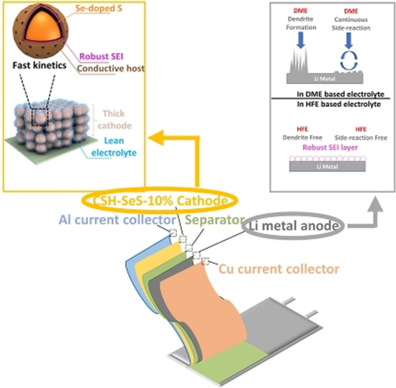 Se-doped S
Robust SEI
Conductive host
Fast kinetics
Thick
cathode
Lean
electrolyte
DME
Dendrite
Formation
DME
Continuous
Side-reaction
Li Metal
In DME based electrolyte
In HFE based electrolyte
HFE
Dendrite Free
HFE
Side-reaction Free
Robust SEI layer
Li Metal
CSH-SeS-10% Cathode
Al current collector
Separator
Li metal anode
Cu current collector